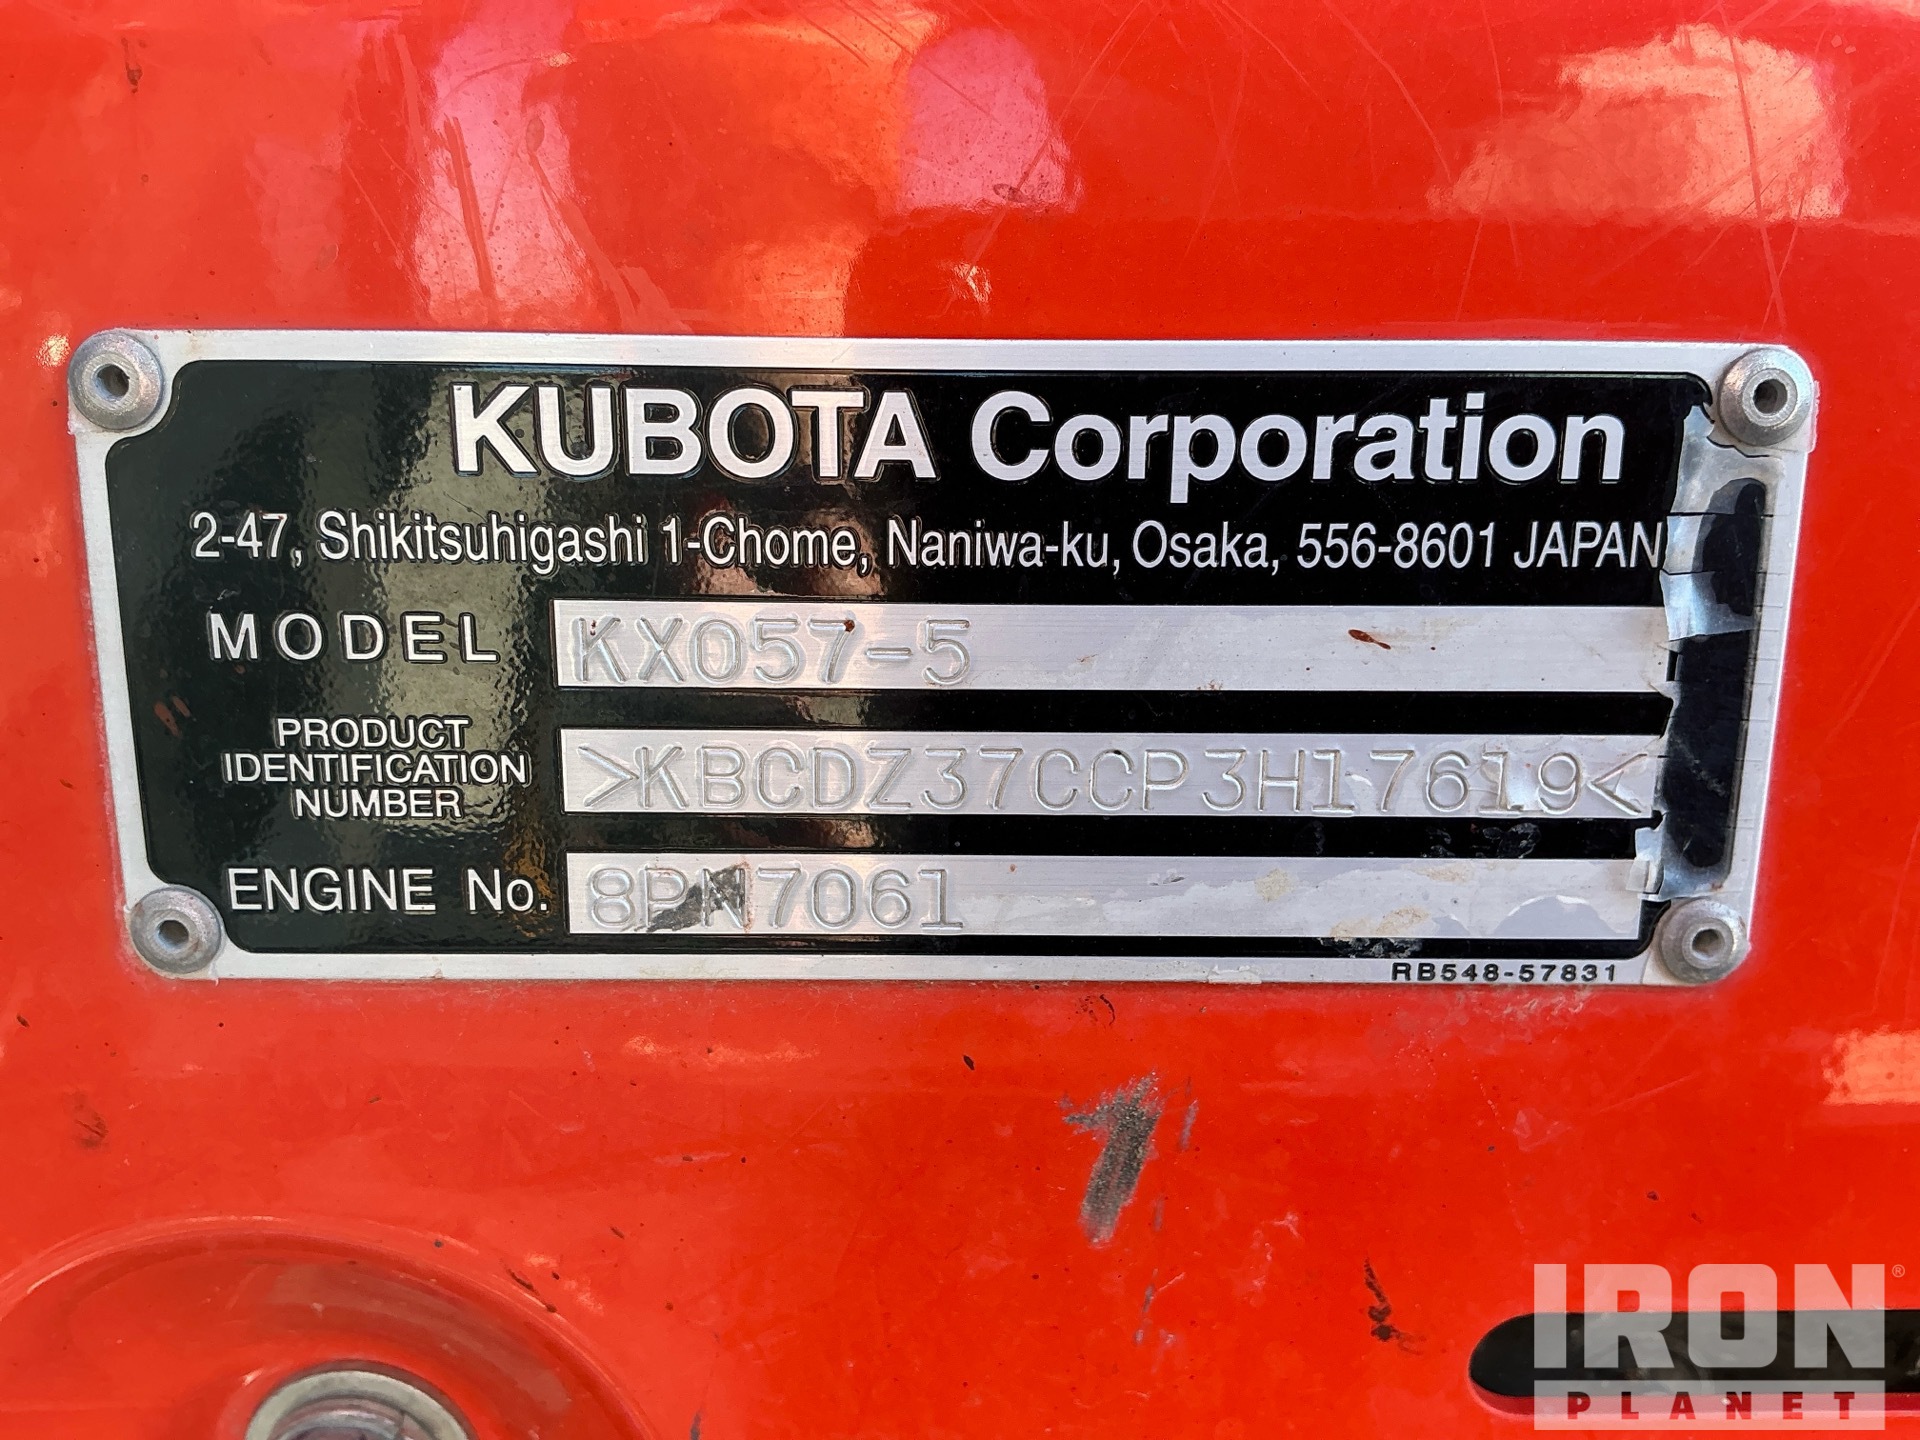 KUBOTA Corporation
2-47, Shikitsuhigashi 1-Chome, Naniwa-ku, Osaka, 556-8601 JAPAN
MODEL KX057-5
PRODUCT
IDENTIFICATION
NUMBER
>KBCDZ37CCP3H17619<
ENGINE No. 8PN7061
RB548-57831
IRON®
PLANET